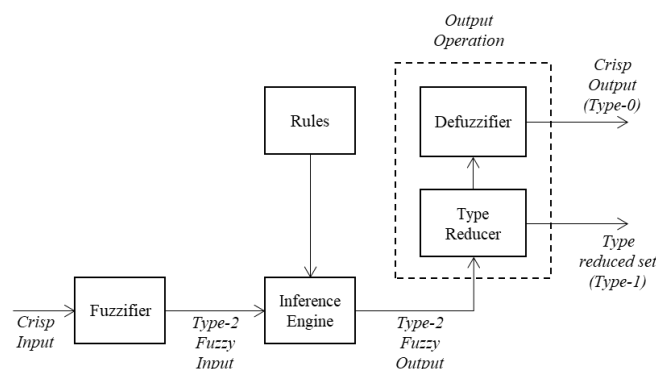 Output
Operation
Crisp
Output
(Type-0)
Rules
Defuzzifier
Type
Reducer
Type
reduced set
(Type-1)
Fuzzifier
Inference
Engine
Crisp
Input
Type-2
Fuzzy
Input
Type-2
Fuzzy
Output